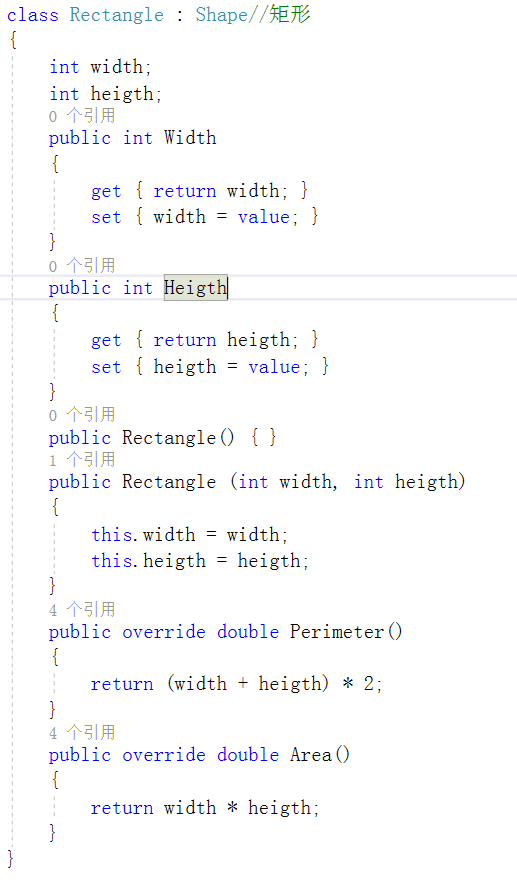 class Rectangle : Shape//矩形
{
int width;
int heigth;
0 个引用
public int Width
{
get { return width; }
set { width = value; }
}
0 个引用
public int Heigth
{
get { return heigth; }
set { heigth = value; }
}
0 个引用
public Rectangle() { }
1 个引用
public Rectangle (int width, int heigth)
{
this.width = width;
this.heigth = heigth;
}
4 个引用
public override double Perimeter()
{
return (width + heigth) * 2;
}
4 个引用
public override double Area()
{
return width * heigth;
}
}